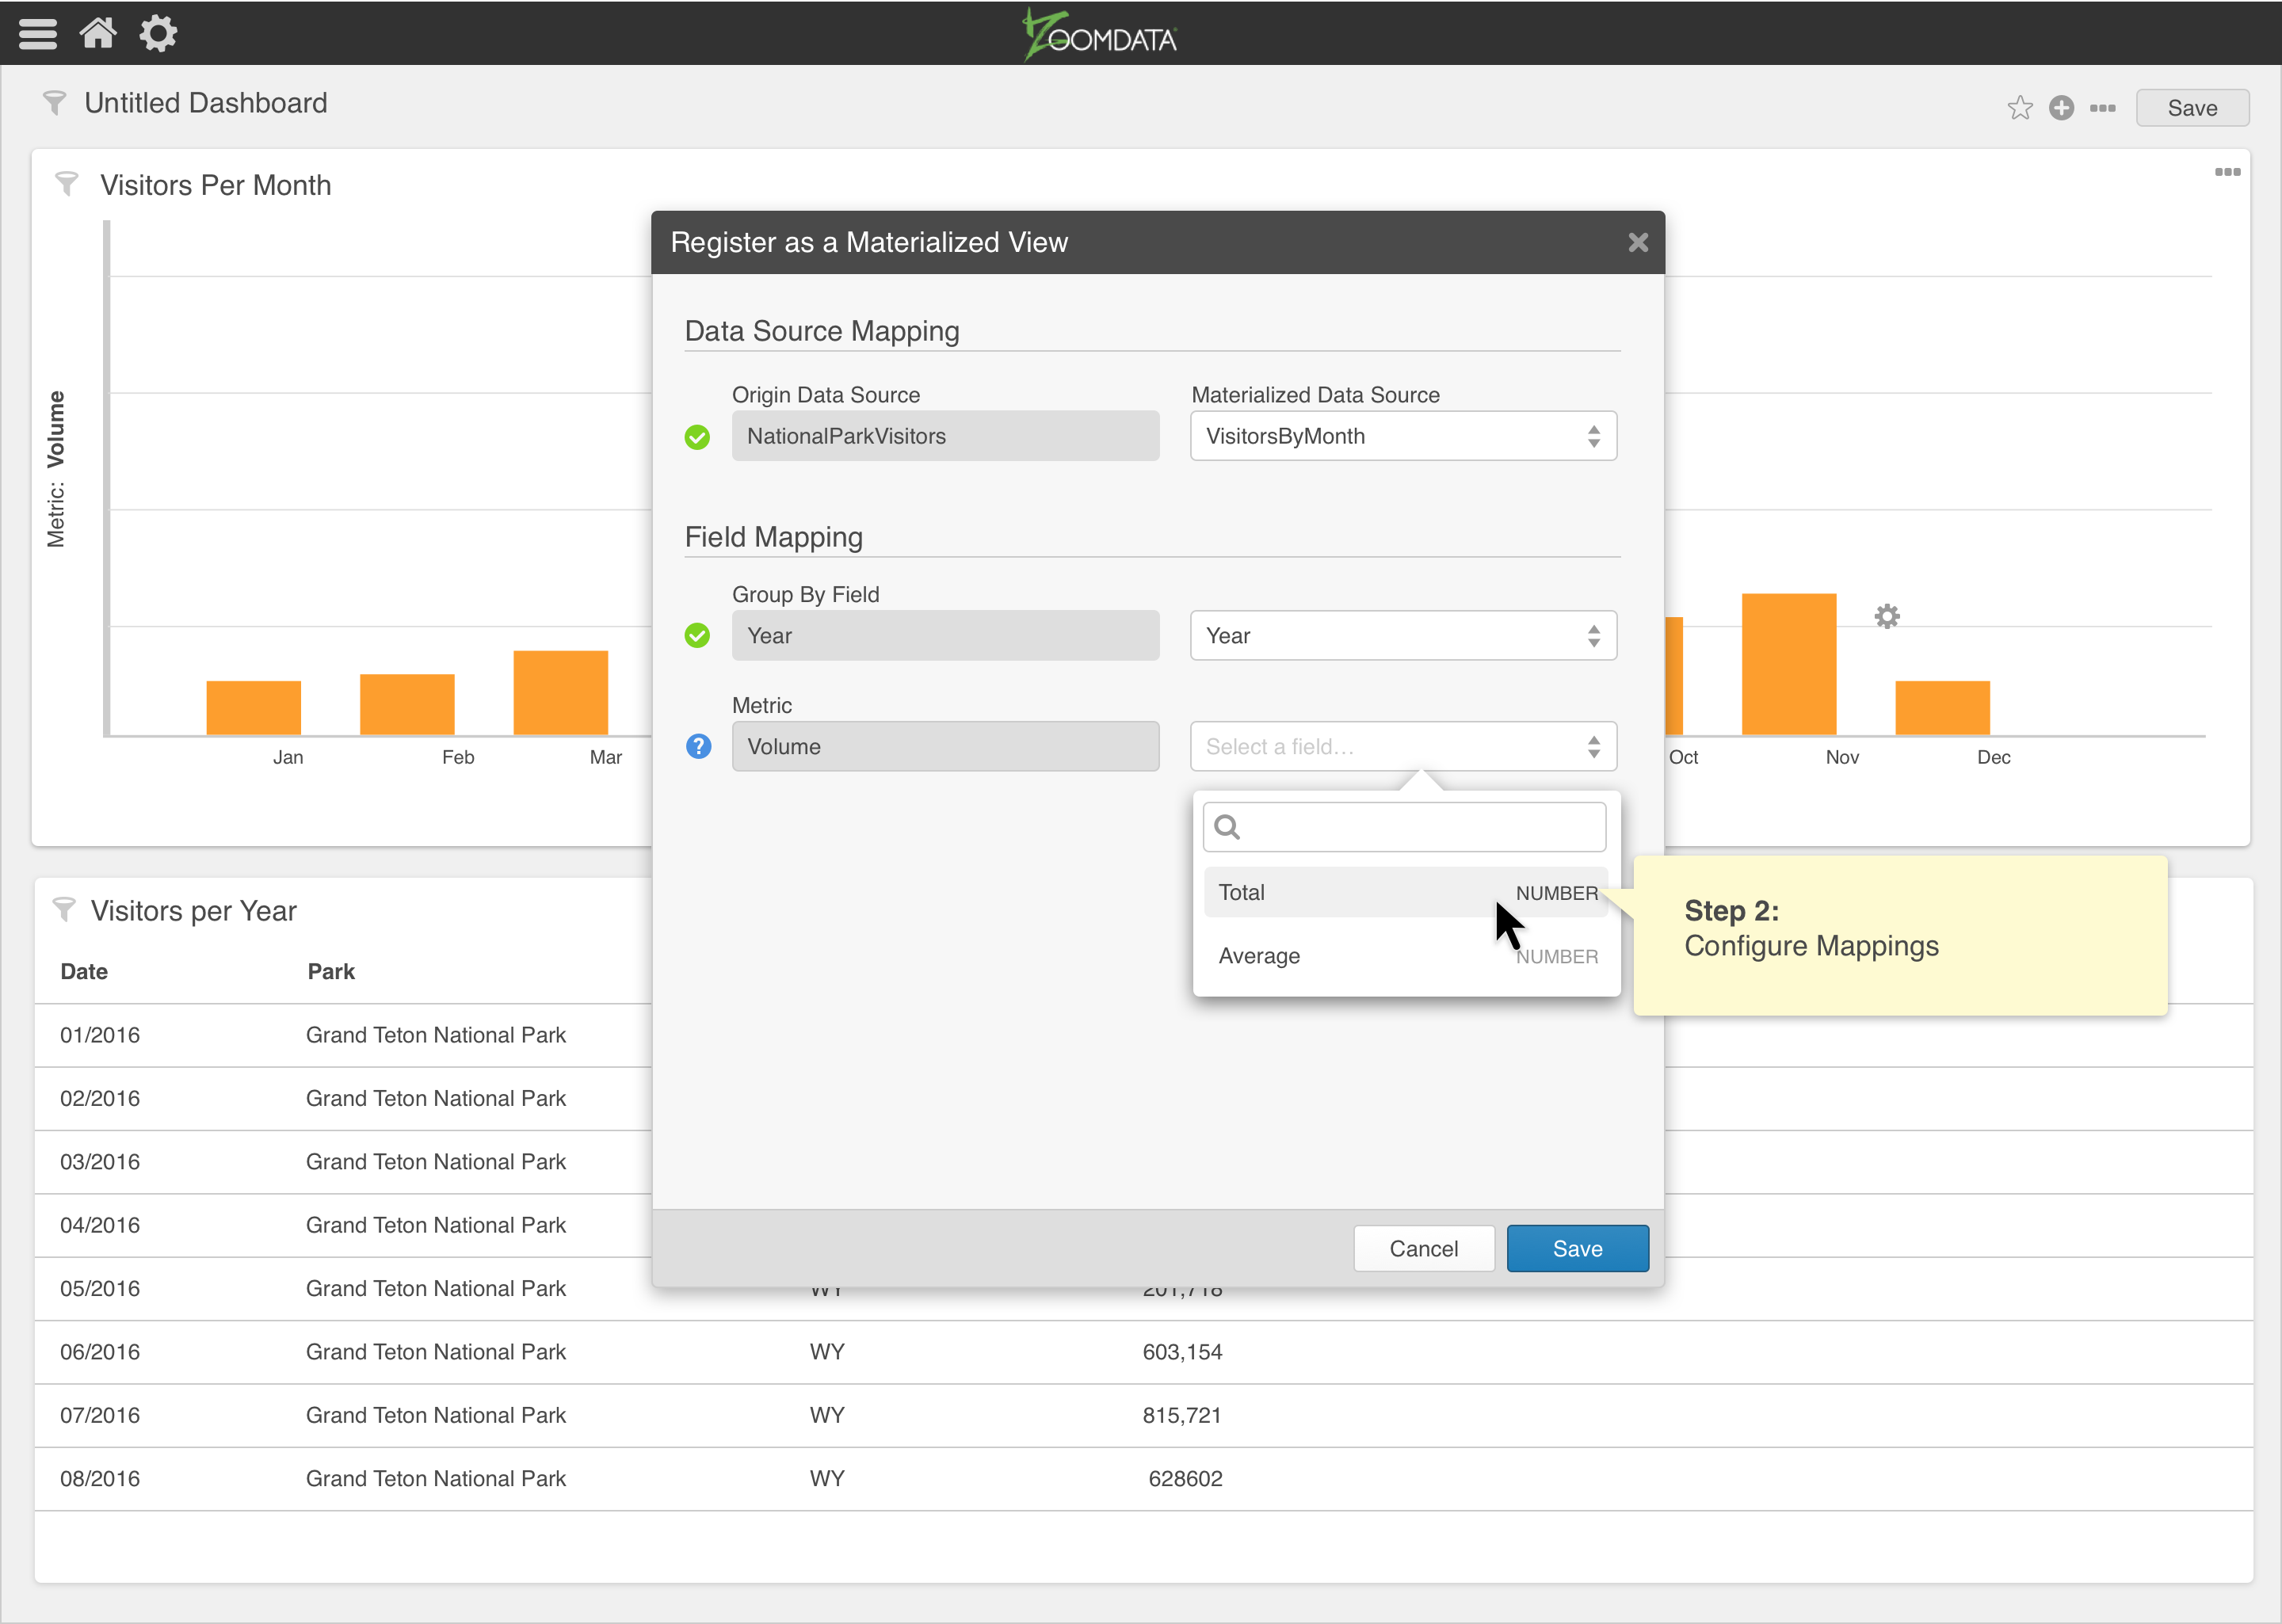 ZOOMDATA
Untitled Dashboard
Save
Visitors Per Month
Metric: Volume
Jan
Feb
Mar
Oct
Nov
Dec
Register as a Materialized View
Data Source Mapping
Origin Data Source
Materialized Data Source
NationalParkVisitors
VisitorsByMonth
Field Mapping
Group By Field
Year
Year
Metric
Volume
Select a field...
Total NUMBER
Average NUMBER
Step 2:
Configure Mappings
Cancel
Save
Visitors per Year
Date Park
01/2016 Grand Teton National Park
02/2016 Grand Teton National Park
03/2016 Grand Teton National Park
04/2016 Grand Teton National Park
05/2016 Grand Teton National Park WY 201,718
06/2016 Grand Teton National Park WY 603,154
07/2016 Grand Teton National Park WY 815,721
08/2016 Grand Teton National Park WY 628602